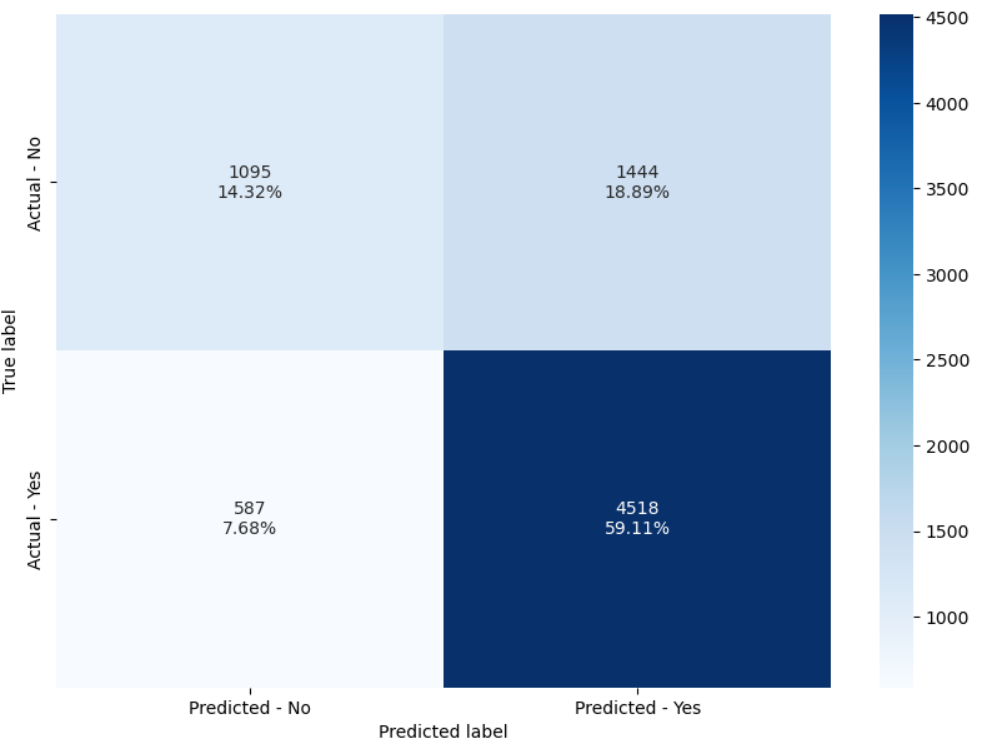 4500
4000
3500
3000
2500
2000
1500
1000
True label
Actual - No
Actual - Yes
1095
14.32%
1444
18.89%
587
7.68%
4518
59.11%
Predicted - No
Predicted - Yes
Predicted label